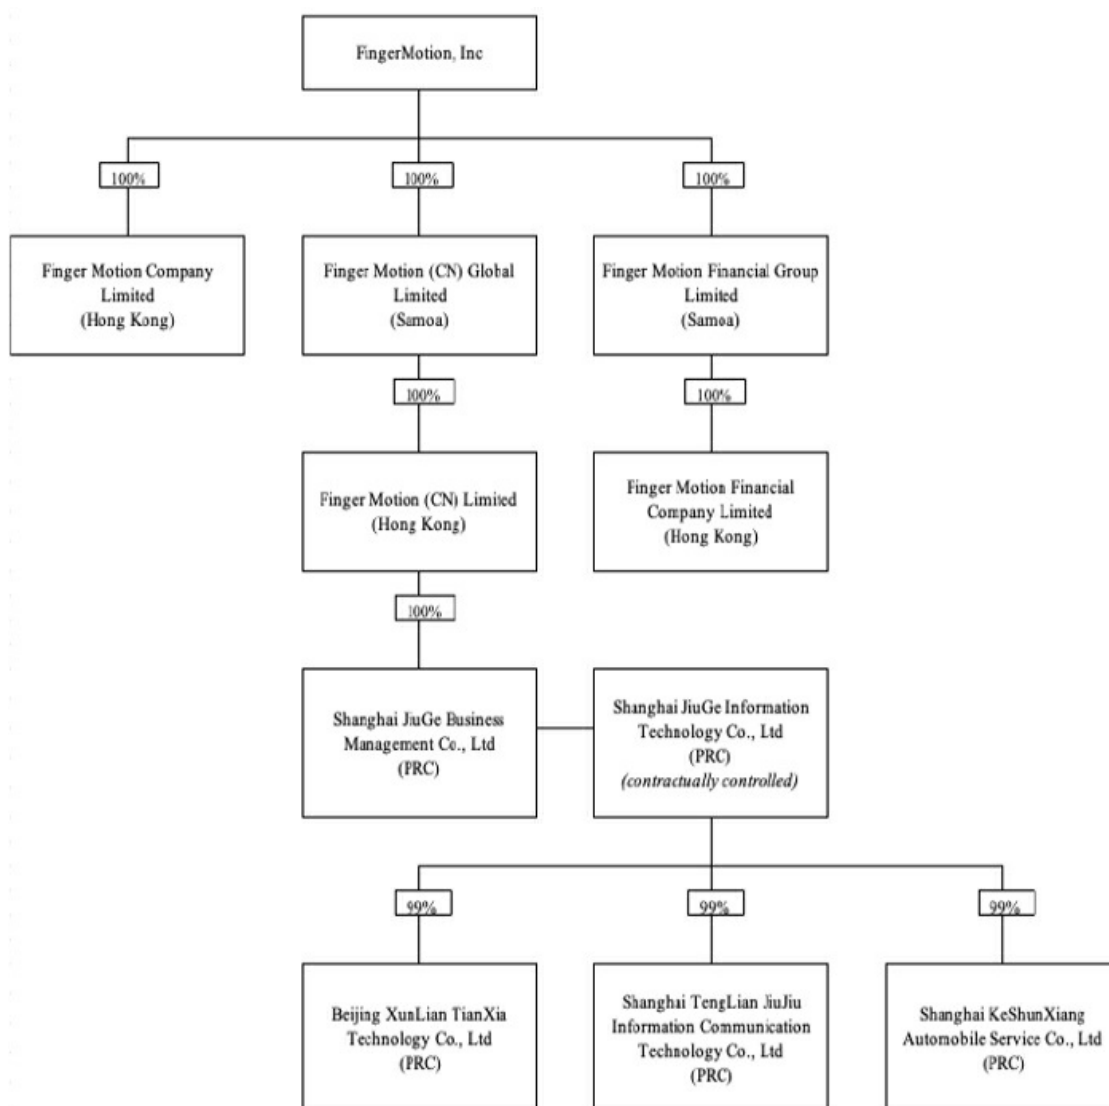 FingerMotion, Inc
100%
100%
100%
Finger Motion Company
Limited
(Hong Kong)
Finger Motion (CN) Global
Limited
(Samoa)
Finger Motion Financial Group
Limited
(Samoa)
100%
100%
Finger Motion (CN) Limited
(Hong Kong)
Finger Motion Financial
Company Limited
(Hong Kong)
100%
Shanghai JiuGe Business
Management Co., Ltd
(PRC)
Shanghai JiuGe Information
Technology Co., Ltd
(PRC)
(contractually controlled)
99%
99%
99%
Beijing XunLian TianXia
Technology Co., Ltd
(PRC)
Shanghai TengLian JiuJiu
Information Communication
Technology Co., Ltd
(PRC)
Shanghai KeShunXiang
Automobile Service Co., Ltd
(PRC)